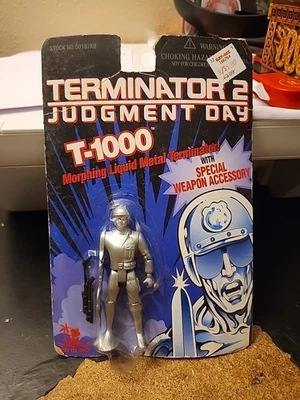 WARNING
CHOKING HAZARD
TERMINATOR 2
JUDGMENT DAY
T-1000
Morphing Liquid Metal Terminator!
WITH
SPECIAL
WEAPON ACCESSORY